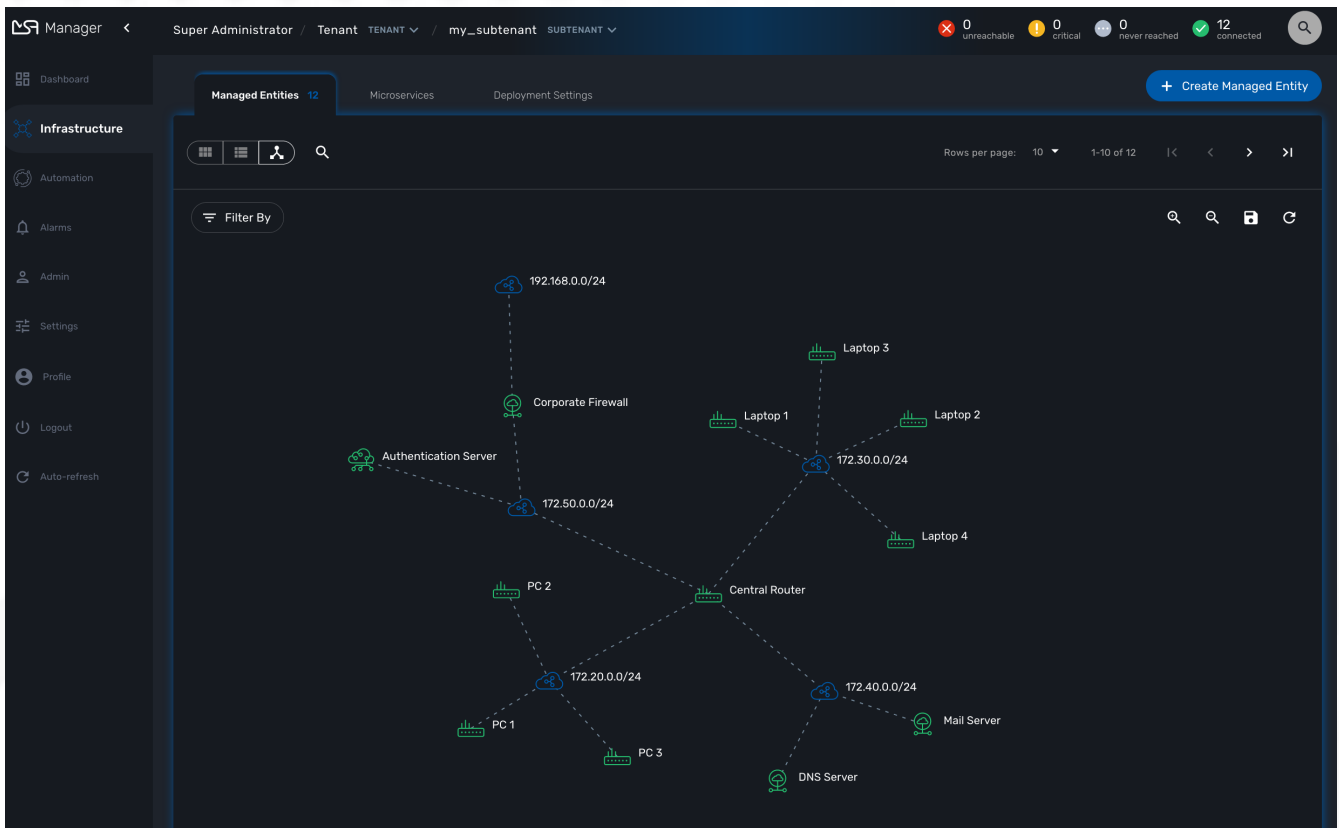 MSA Manager
Super Administrator / Tenant TENANT / my_subtenant SUBTENANT
0 unreachable
0 critical
0 never reached
12 connected
Dashboard
Infrastructure
Automation
Alarms
Admin
Settings
Profile
Logout
Auto-refresh
Managed Entities 12
Microservices
Deployment Settings
+ Create Managed Entity
Rows per page: 10
1-10 of 12
Filter By
192.168.0.0/24
Laptop 3
Corporate Firewall
Laptop 1
Laptop 2
Authentication Server
172.30.0.0/24
172.50.0.0/24
Laptop 4
PC 2
Central Router
172.20.0.0/24
172.40.0.0/24
Mail Server
PC 1
PC 3
DNS Server